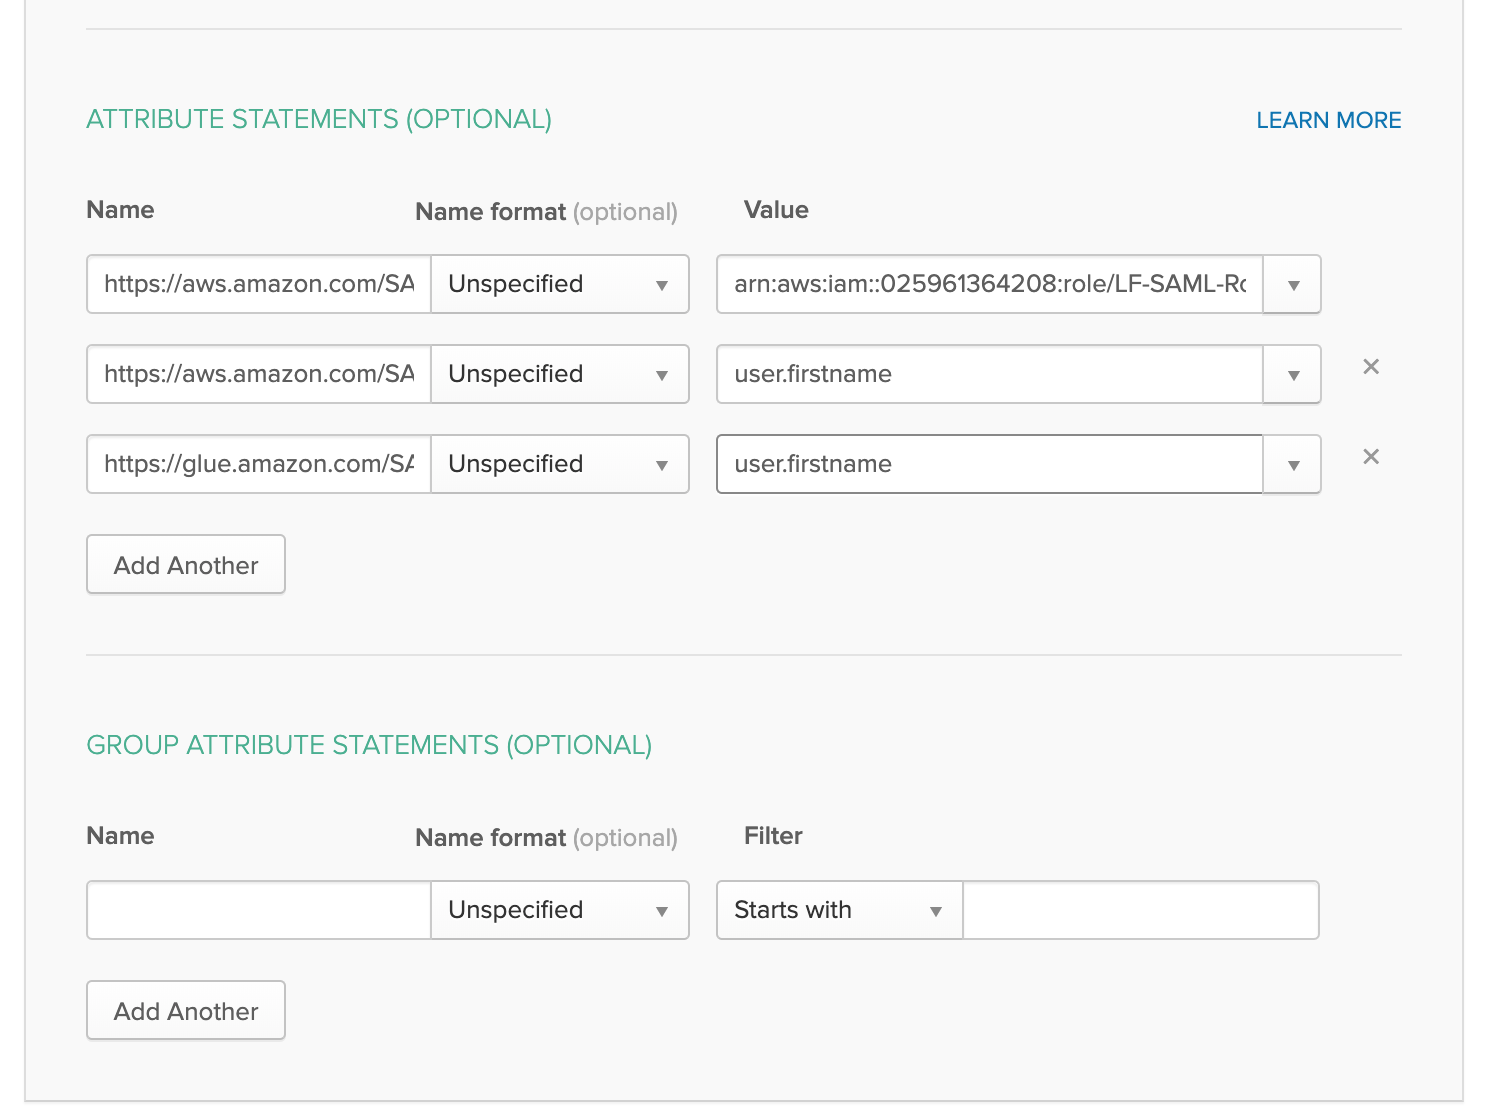 ATTRIBUTE STATEMENTS (OPTIONAL) LEARN MORE
Name Name format (optional) Value
https://aws.amazon.com/SA Unspecified arn:aws:iam::025961364208:role/LF-SAML-Ro
https://aws.amazon.com/SA Unspecified user.firstname
https://glue.amazon.com/SA Unspecified user.firstname
Add Another
GROUP ATTRIBUTE STATEMENTS (OPTIONAL)
Name Name format (optional) Filter
Unspecified Starts with
Add Another